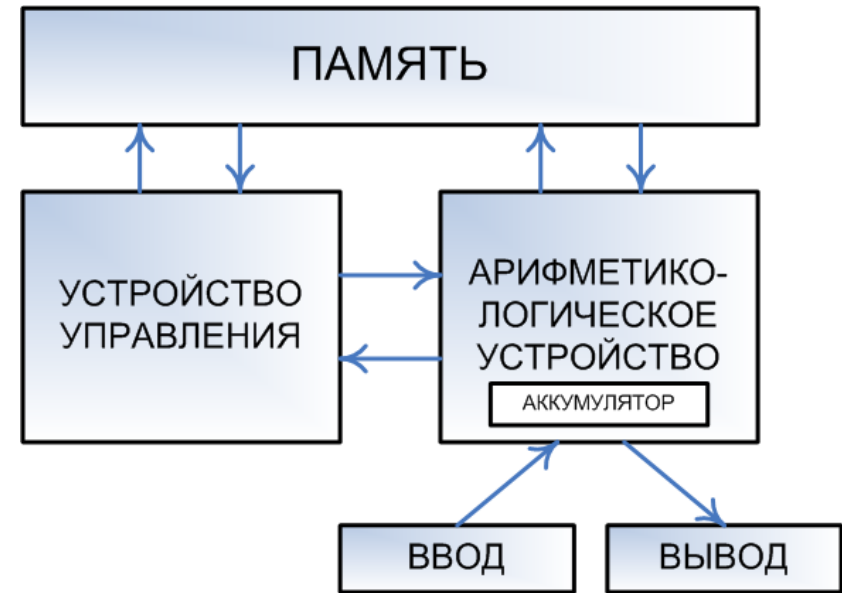 ПАМЯТЬ
УСТРОЙСТВО
УПРАВЛЕНИЯ
АРИФМЕТИКО-
ЛОГИЧЕСКОЕ
УСТРОЙСТВО
АККУМУЛЯТОР
ВВОД
ВЫВОД